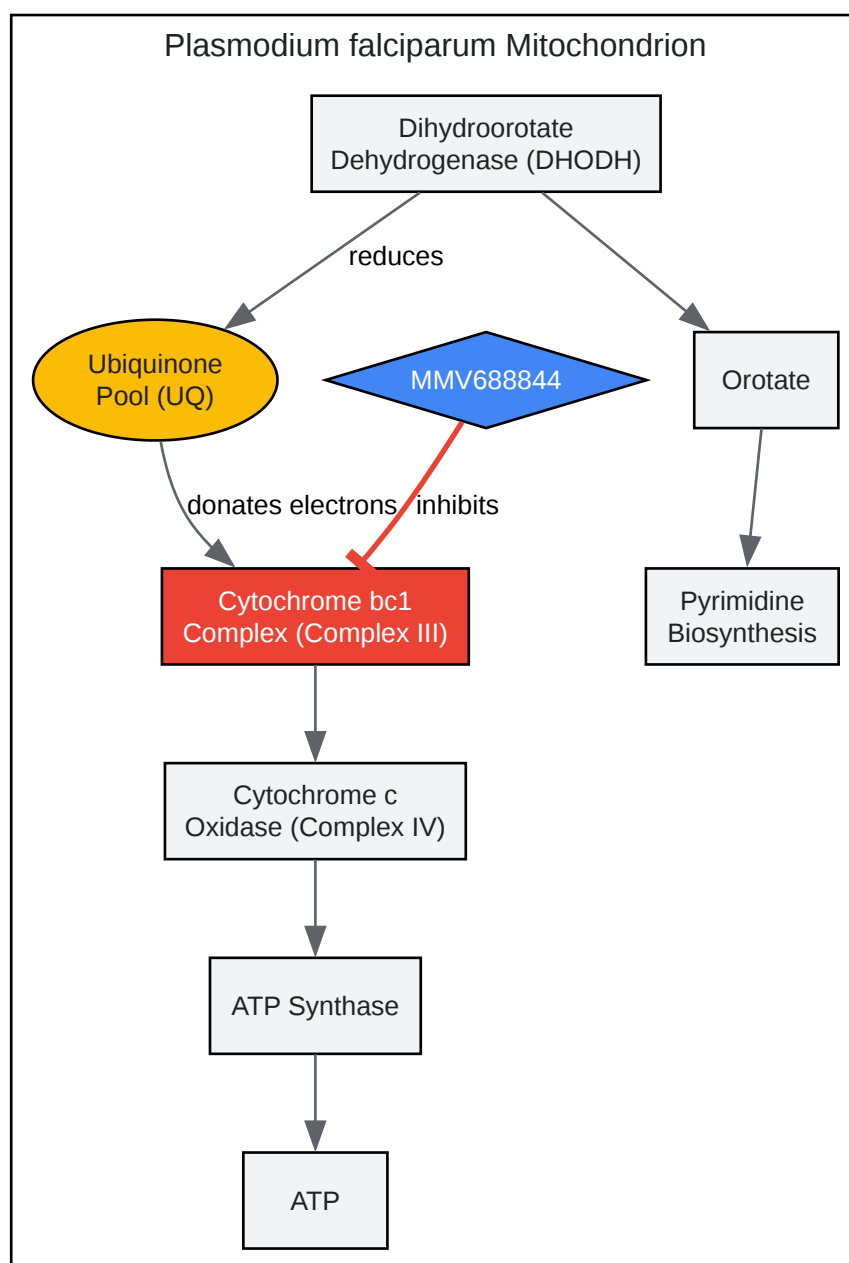 Plasmodium falciparum Mitochondrion
Dihydroorotate
Dehydrogenase (DHODH)
reduces
Ubiquinone
Pool (UQ)
MMV688844
Orotate
donates electrons
inhibits
Cytochrome bc1
Complex (Complex III)
Pyrimidine
Biosynthesis
Cytochrome c
Oxidase (Complex IV)
ATP Synthase
ATP